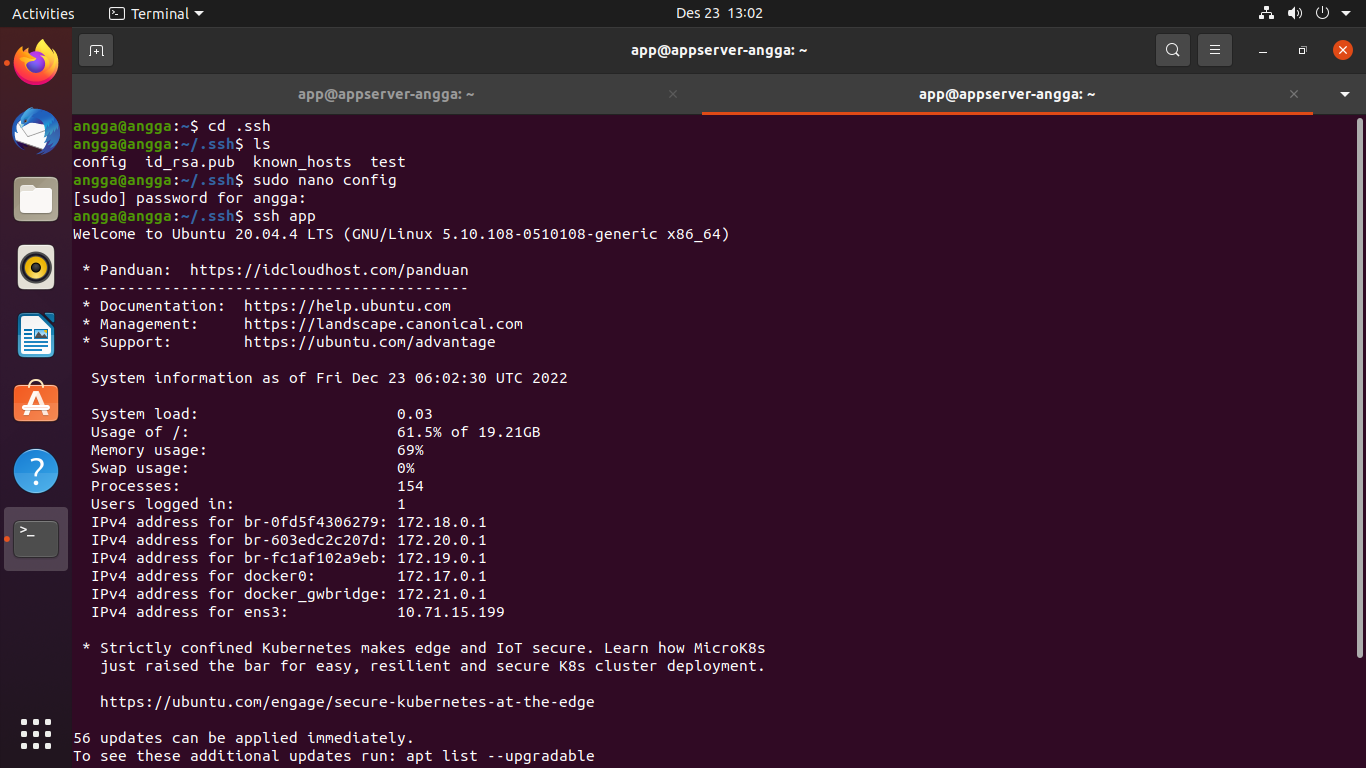 Activities Terminal Des 23 13:02
app@appserver-angga: ~
app@appserver-angga: ~ app@appserver-angga: ~
angga@angga:~$ cd .ssh
angga@angga:~/.ssh$ ls
config  id_rsa.pub  known_hosts  test
angga@angga:~/.ssh$ sudo nano config
[sudo] password for angga:
angga@angga:~/.ssh$ ssh app
Welcome to Ubuntu 20.04.4 LTS (GNU/Linux 5.10.108-0510108-generic x86_64)
 * Panduan:  https://idcloudhost.com/panduan
 -------------------------------------------
 * Documentation:  https://help.ubuntu.com
 * Management:     https://landscape.canonical.com
 * Support:        https://ubuntu.com/advantage
  System information as of Fri Dec 23 06:02:30 UTC 2022
  System load:                      0.03
  Usage of /:                       61.5% of 19.21GB
  Memory usage:                     69%
  Swap usage:                       0%
  Processes:                        154
  Users logged in:                  1
  IPv4 address for br-0fd5f4306279: 172.18.0.1
  IPv4 address for br-603edc2c207d: 172.20.0.1
  IPv4 address for br-fc1af102a9eb: 172.19.0.1
  IPv4 address for docker0:         172.17.0.1
  IPv4 address for docker_gwbridge: 172.21.0.1
  IPv4 address for ens3:            10.71.15.199
 * Strictly confined Kubernetes makes edge and IoT secure. Learn how MicroK8s
   just raised the bar for easy, resilient and secure K8s cluster deployment.
   https://ubuntu.com/engage/secure-kubernetes-at-the-edge
56 updates can be applied immediately.
To see these additional updates run: apt list --upgradable